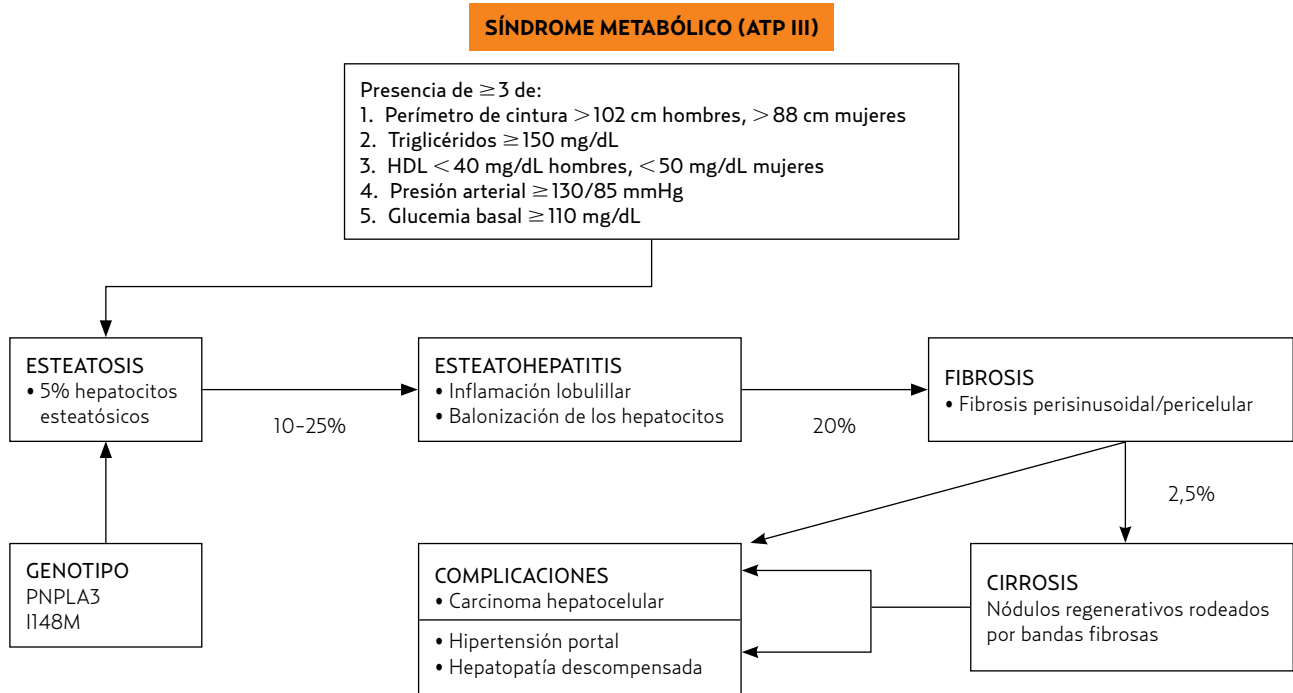 SÍNDROME METABÓLICO (ATP III)
Presencia de ≥3 de:
1. Perímetro de cintura >102 cm hombres, >88 cm mujeres
2. Triglicéridos ≥150 mg/dL
3. HDL <40 mg/dL hombres, <50 mg/dL mujeres
4. Presión arterial ≥130/85 mmHg
5. Glucemia basal ≥110 mg/dL
ESTEATOSIS
• 5% hepatocitos
esteatósicos
10-25%
ESTEATOHEPATITIS
• Inflamación lobulillar
• Balonización de los hepatocitos
20%
FIBROSIS
• Fibrosis perisinusoidal/pericelular
2,5%
GENOTIPO
PNPLA3
I148M
COMPLICACIONES
• Carcinoma hepatocelular
• Hipertensión portal
• Hepatopatía descompensada
CIRROSIS
Nódulos regenerativos rodeados
por bandas fibrosas